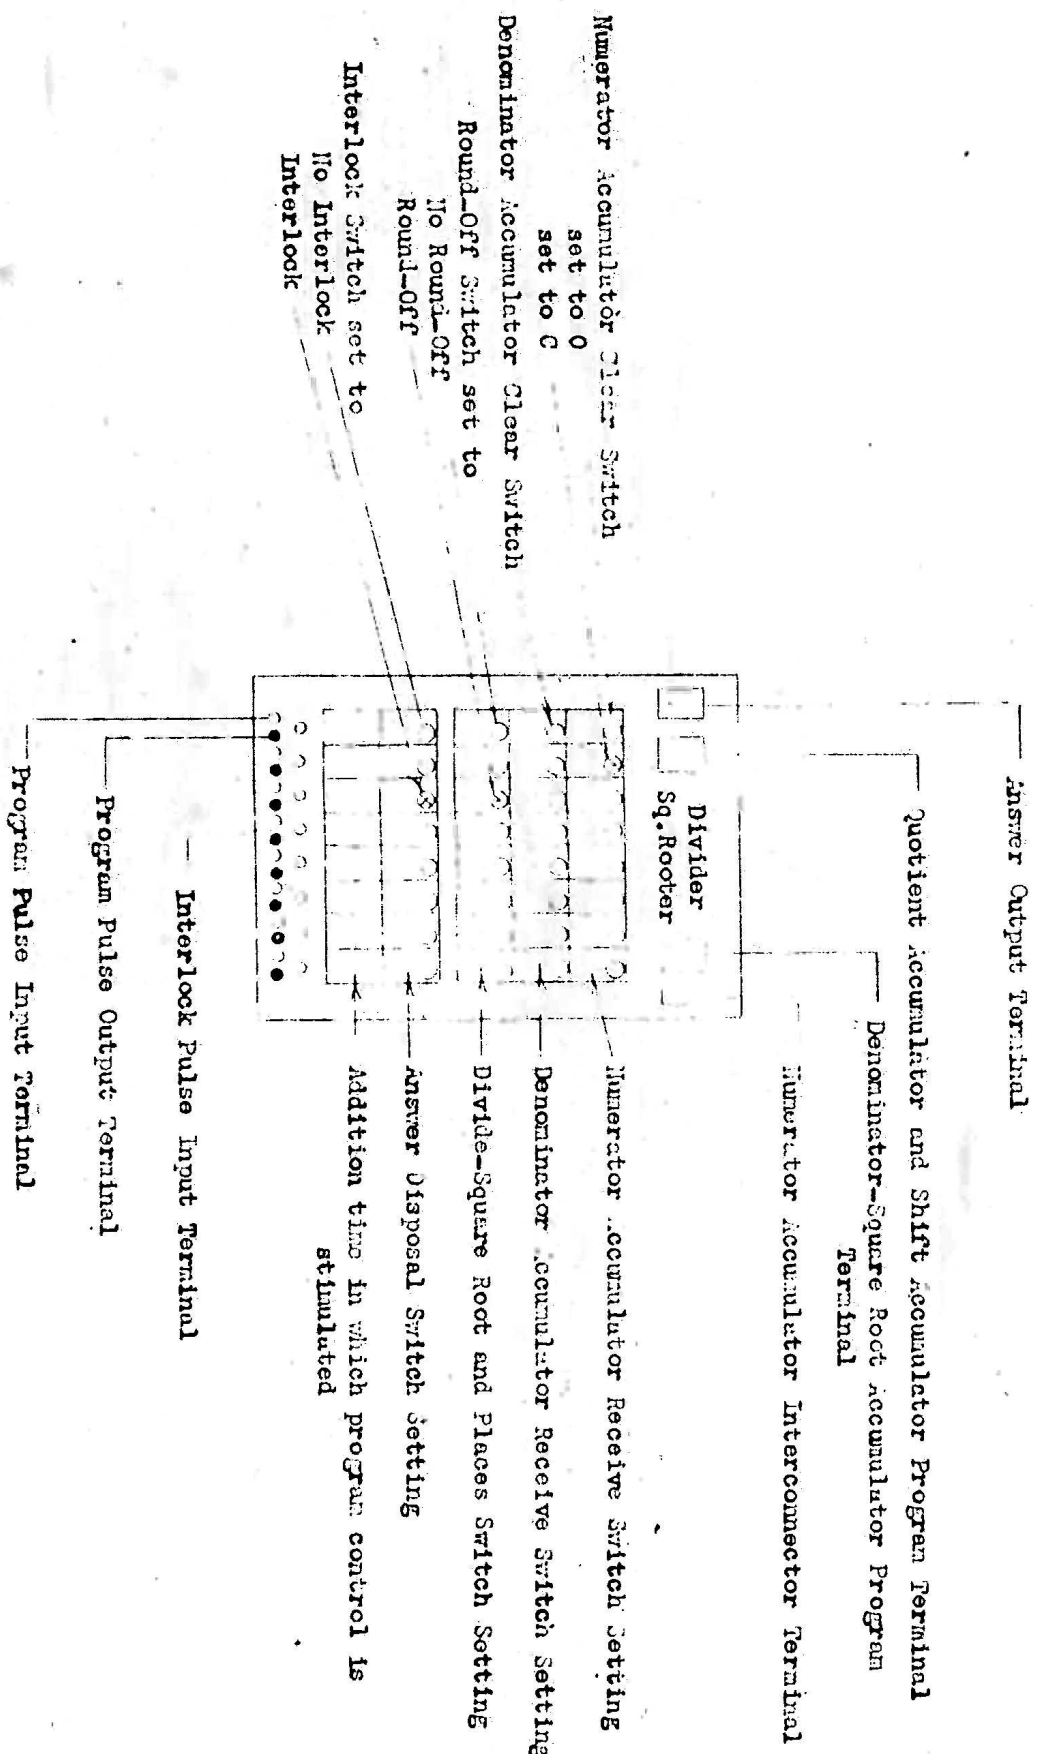 Answer Output Terminal
Quotient Accumulator and Shift Accumulator Program Terminal
Denominator-Square Root Accumulator Program
Terminal
Numerator Accumulator Interconnector Terminal
Divider
Sq.Rooter
Numerator Accumulator Clear Switch
set to O
set to C
Denominator Accumulator Clear Switch
Round-Off Switch set to
No Round-Off
Round-Off
Interlock Switch set to
No Interlock
Interlock
Numerator Accumulator Receive Switch Setting
Denominator Accumulator Receive Switch Setting
Divide-Square Root and Places Switch Setting
Answer Disposal Switch Setting
Addition time in which program control is
stimulated
Interlock Pulse Input Terminal
Program Pulse Output Terminal
Program Pulse Input Terminal